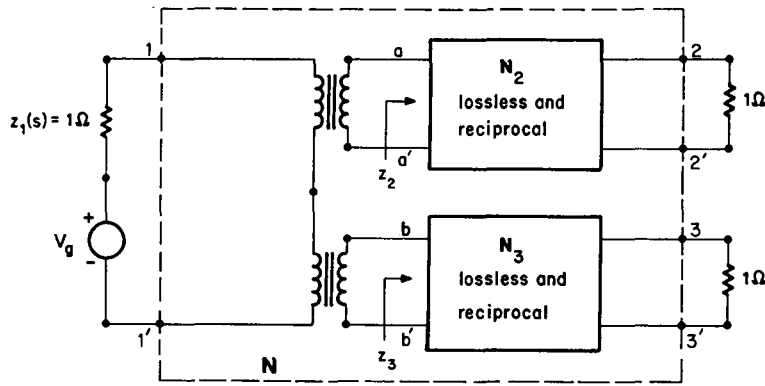 1
a
N₂
lossless and
reciprocal
2
1Ω
z₁(s) = 1Ω
z₂
a'
2'
+
V_g
-
b
N₃
lossless and
reciprocal
3
1Ω
1'
z₃
b'
3'
N